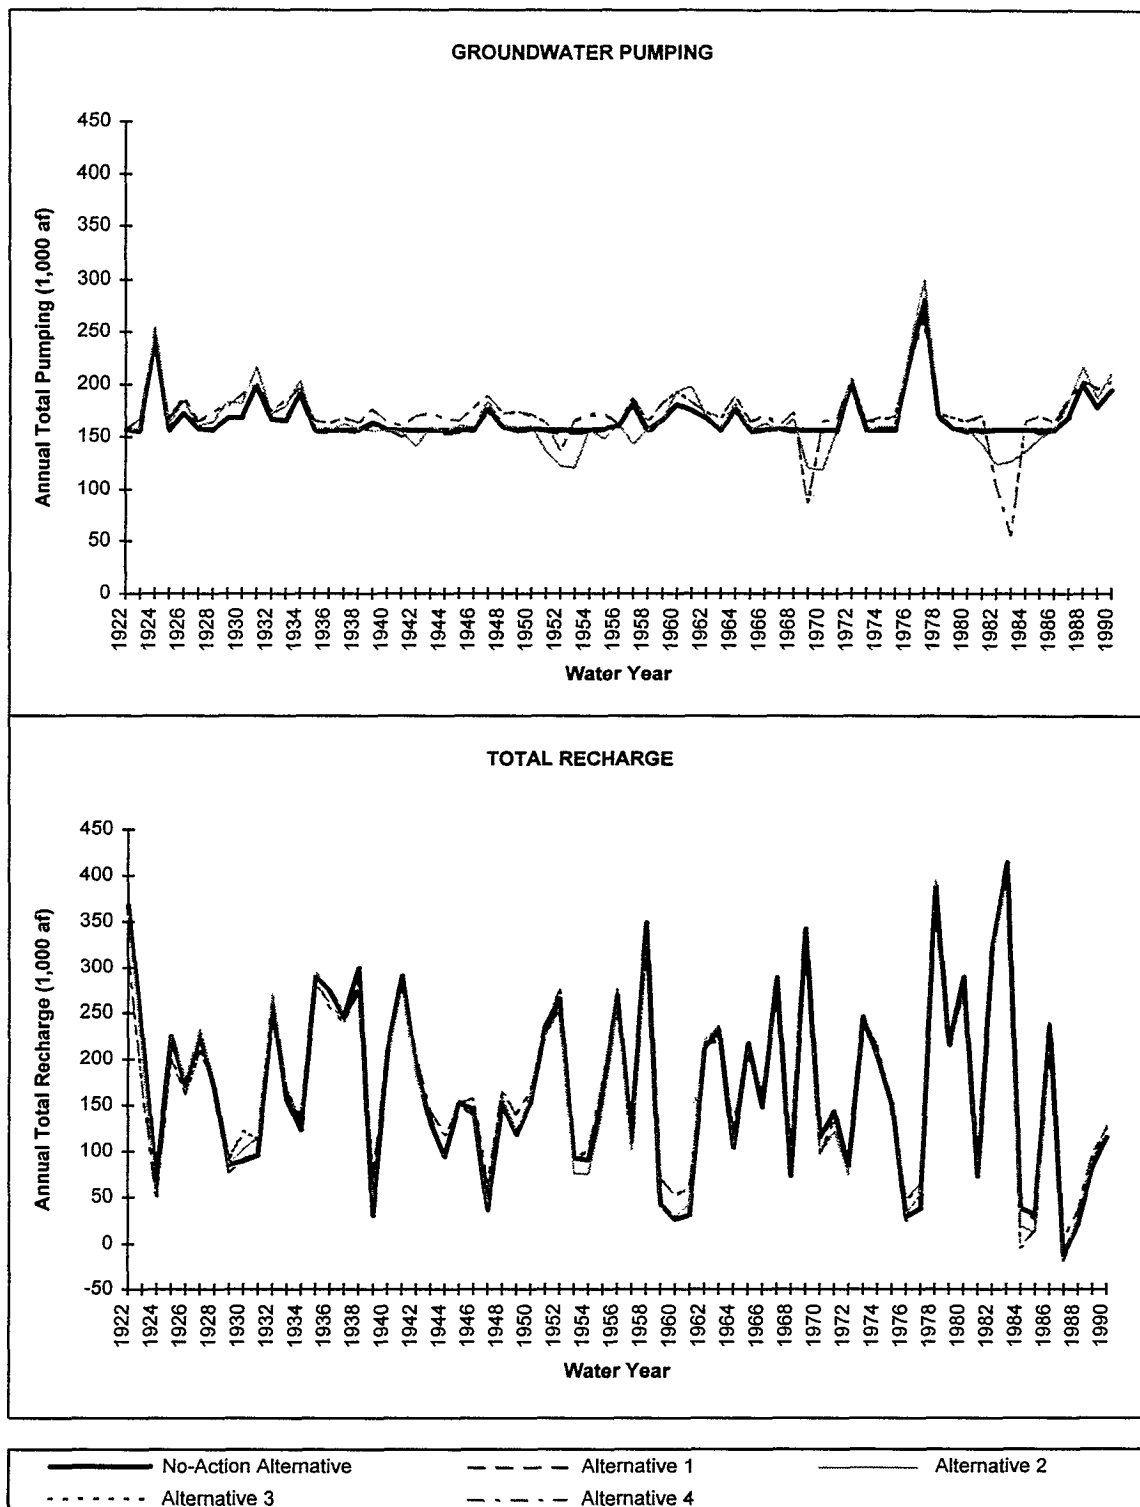 GROUNDWATER PUMPING
450
400
350
300
250
200
150
100
50
0
Annual Total Pumping (1,000 af)
1922 1924 1926 1928 1930 1932 1934 1936 1938 1940 1942 1944 1946 1948 1950 1952 1954 1956 1958 1960 1962 1964 1966 1968 1970 1972 1974 1976 1978 1980 1982 1984 1986 1988 1990
Water Year
TOTAL RECHARGE
450
400
350
300
250
200
150
100
50
0
-50
Annual Total Recharge (1,000 af)
1922 1924 1926 1928 1930 1932 1934 1936 1938 1940 1942 1944 1946 1948 1950 1952 1954 1956 1958 1960 1962 1964 1966 1968 1970 1972 1974 1976 1978 1980 1982 1984 1986 1988 1990
Water Year
No-Action Alternative Alternative 1 Alternative 2
Alternative 3 Alternative 4